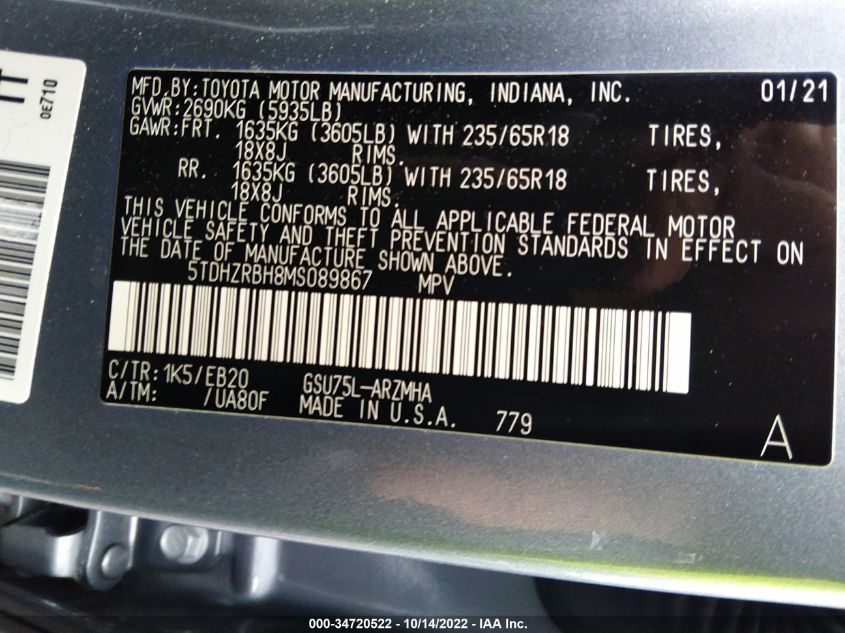 TT
0E710
MFD.BY:TOYOTA MOTOR MANUFACTURING, INDIANA, INC. 01/21
GVWR:2690KG (5935LB)
GAWR:FRT. 1635KG (3605LB) WITH 235/65R18 TIRES,
18X8J RIMS.
RR. 1635KG (3605LB) WITH 235/65R18 TIRES,
18X8J RIMS.
THIS VEHICLE CONFORMS TO ALL APPLICABLE FEDERAL MOTOR
VEHICLE SAFETY AND THEFT PREVENTION STANDARDS IN EFFECT ON
THE DATE OF MANUFACTURE SHOWN ABOVE.
5TDHZRBH8MS089867 MPV
C/TR:1K5/EB20 GSU75L-ARZMHA
A/TM: /UA80F MADE IN U.S.A. 779
A
000-34720522 - 10/14/2022 - IAA Inc.